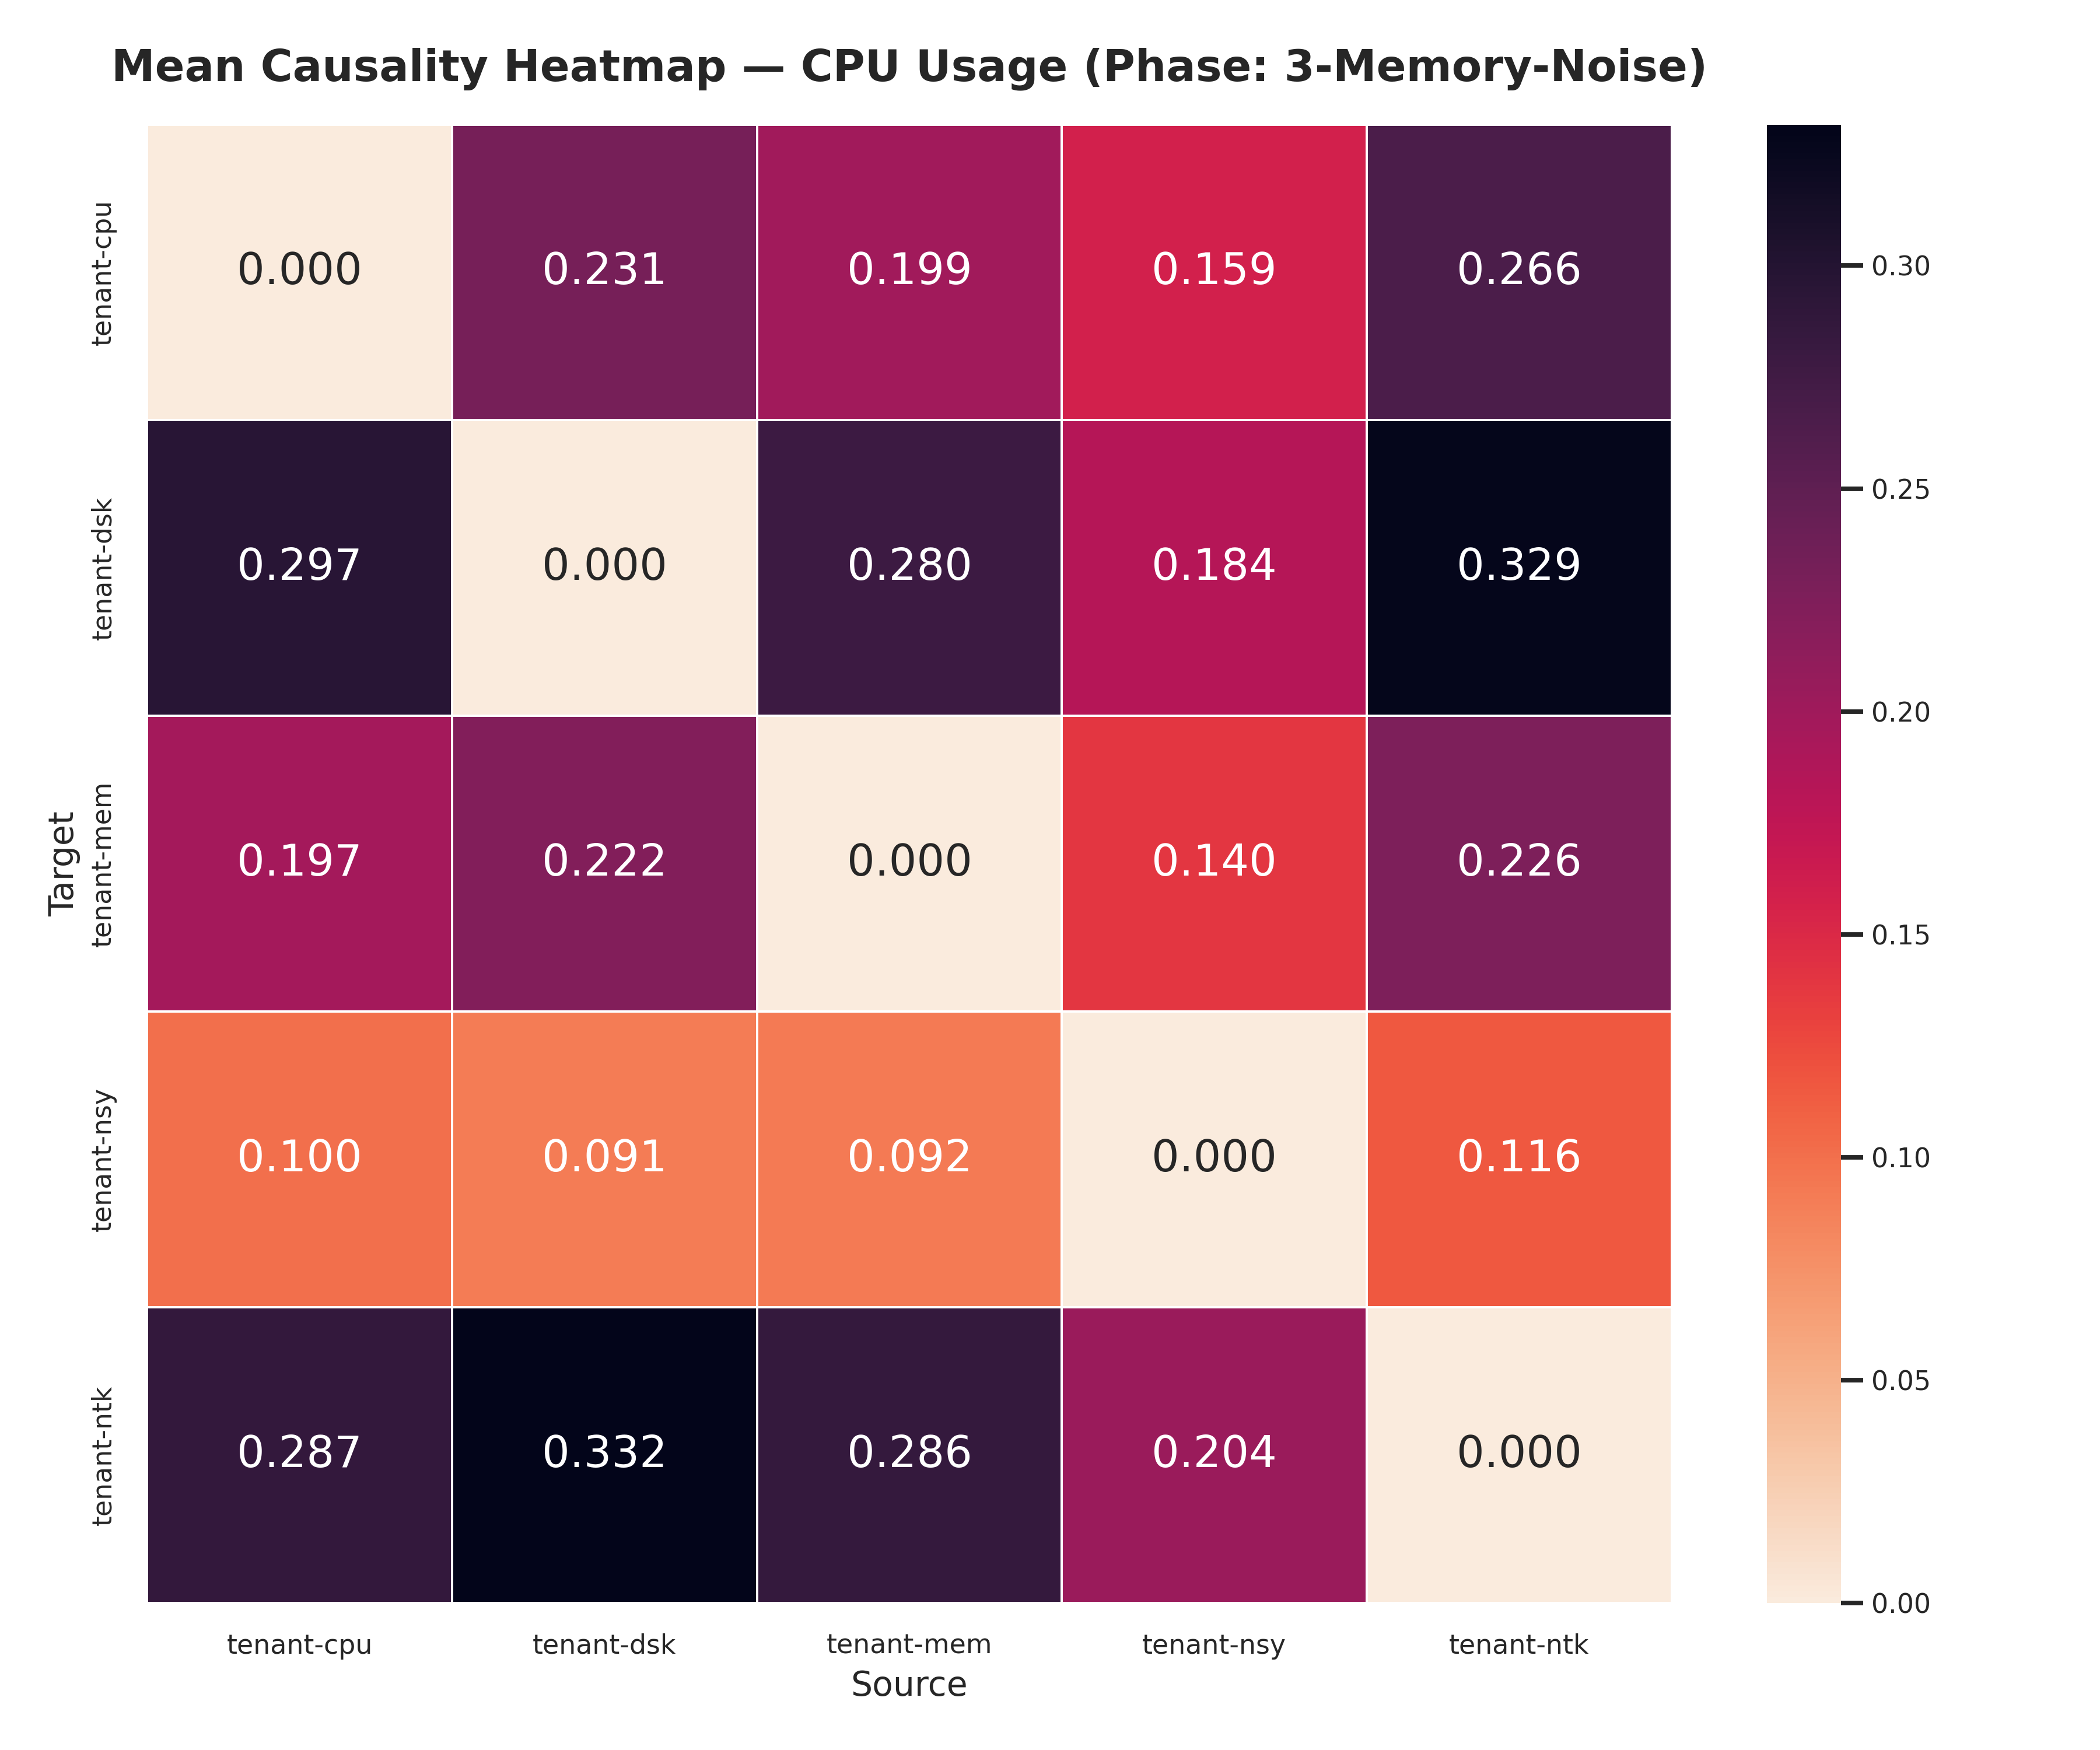 Mean Causality Heatmap — CPU Usage (Phase: 3-Memory-Noise)
tenant-cpu
0.000 0.231 0.199 0.159 0.266
tenant-dsk
0.297 0.000 0.280 0.184 0.329
tenant-mem
0.197 0.222 0.000 0.140 0.226
tenant-nsy
0.100 0.091 0.092 0.000 0.116
tenant-ntk
0.287 0.332 0.286 0.204 0.000
Target
tenant-cpu tenant-dsk tenant-mem tenant-nsy tenant-ntk
Source
0.30
0.25
0.20
0.15
0.10
0.05
0.00